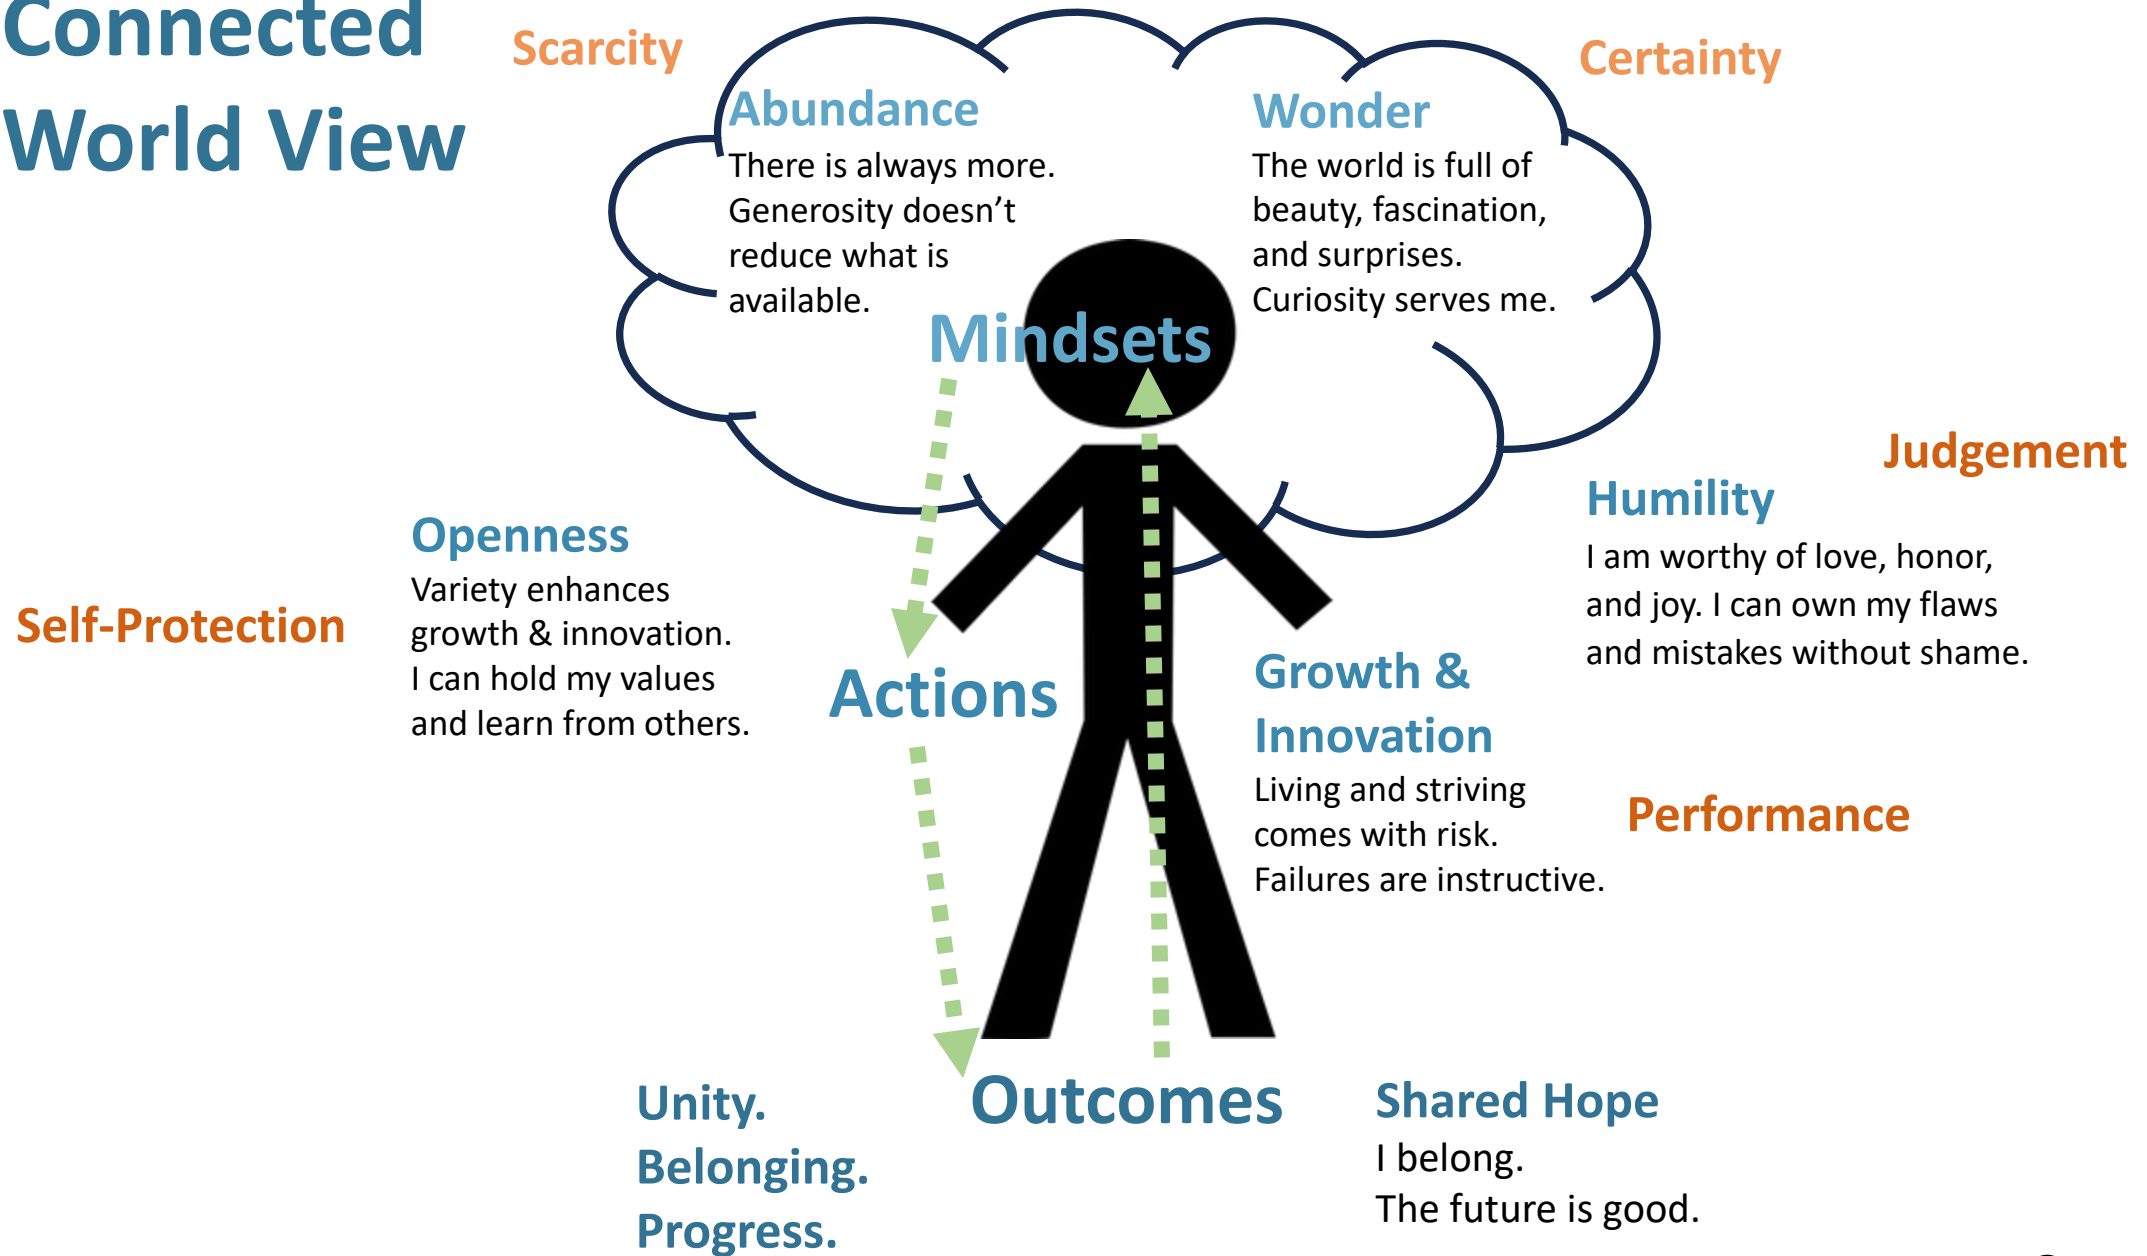 Connected
World View
Scarcity
Certainty
Abundance
There is always more.
Generosity doesn’t
reduce what is
available.
Wonder
The world is full of
beauty, fascination,
and surprises.
Curiosity serves me.
Mindsets
Judgement
Humility
I am worthy of love, honor,
and joy. I can own my flaws
and mistakes without shame.
Openness
Variety enhances
growth & innovation.
I can hold my values
and learn from others.
Self-Protection
Actions
Growth &
Innovation
Living and striving
comes with risk.
Failures are instructive.
Performance
Outcomes
Unity.
Belonging.
Progress.
Shared Hope
I belong.
The future is good.